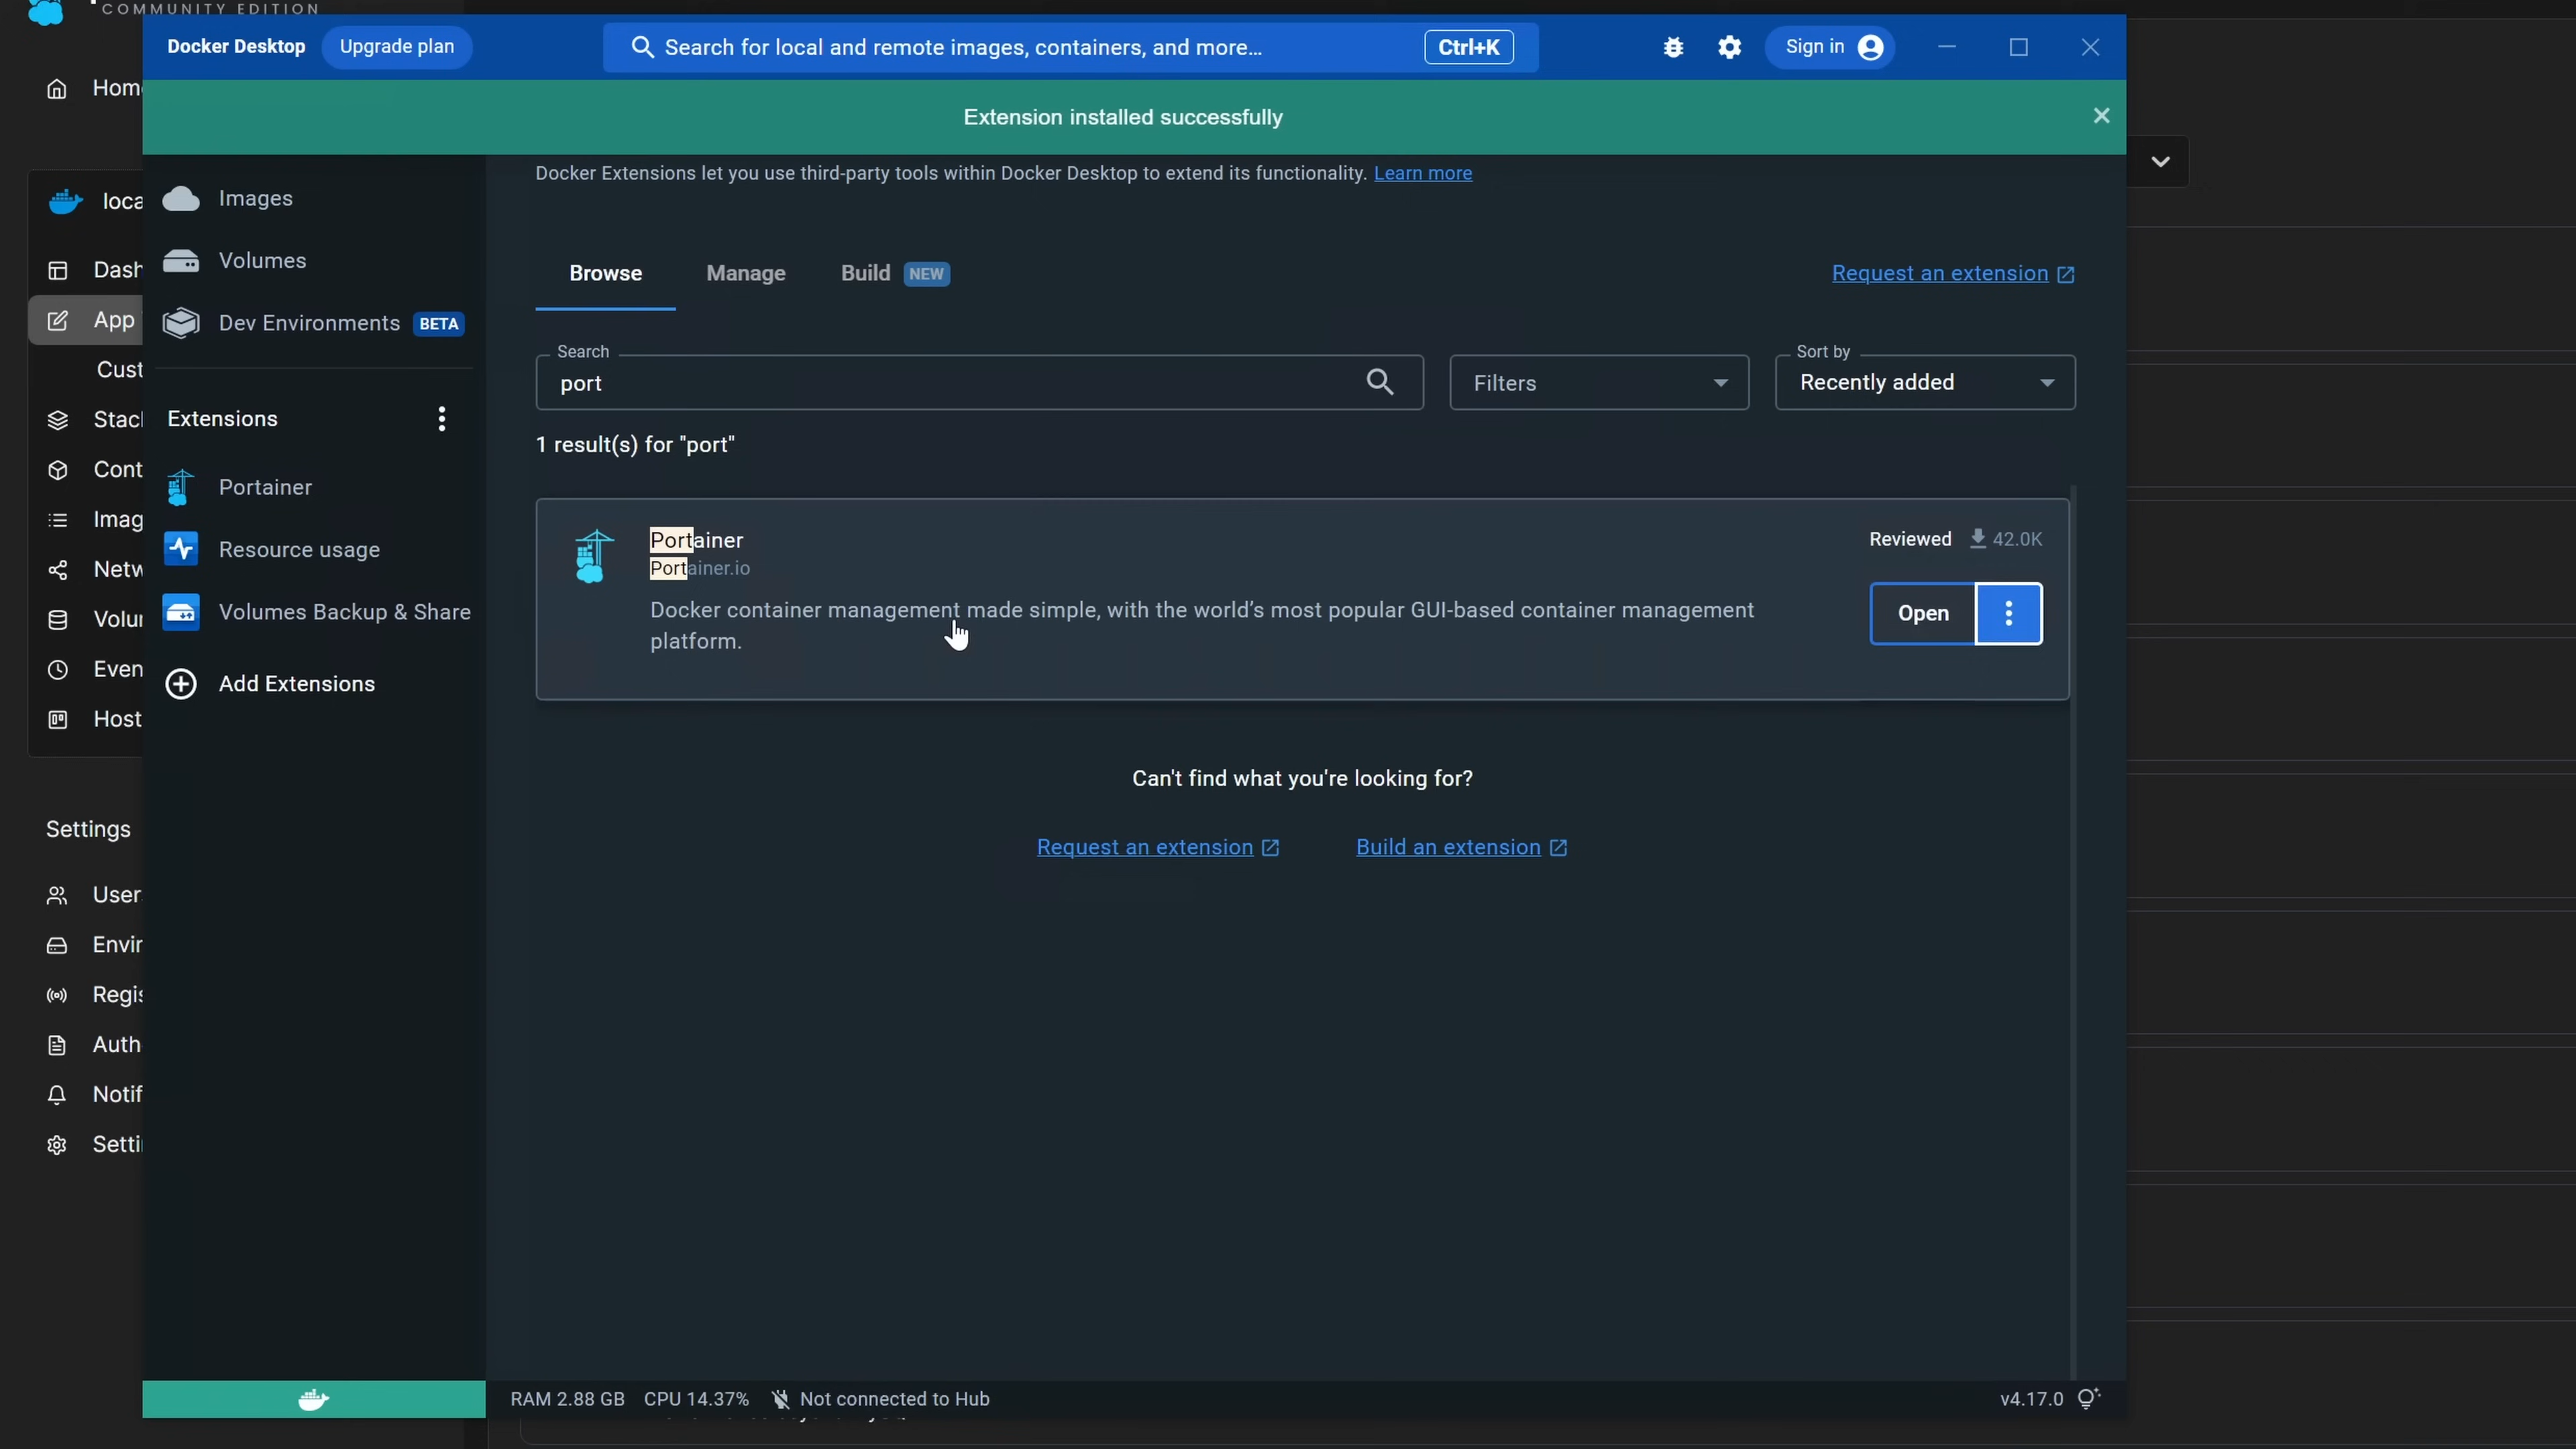 COMMUNITY EDITION
Docker Desktop
Upgrade plan
Search for local and remote images, containers, and more...
Ctrl+K
Sign in
Extension installed successfully
Home
Images
Volumes
Dev Environments BETA
Extensions
Portainer
Resource usage
Volumes Backup & Share
Add Extensions
Docker Extensions let you use third-party tools within Docker Desktop to extend its functionality. Learn more
Browse
Manage
Build NEW
Request an extension
Search
port
Filters
Sort by
Recently added
1 result(s) for "port"
Portainer
Portainer.io
Docker container management made simple, with the world's most popular GUI-based container management
platform.
Reviewed 42.0K
Open
Can't find what you're looking for?
Request an extension
Build an extension
loca
Dash
App
Cust
Stac
Cont
Imag
Netw
Volu
Even
Host
Settings
User
Envir
Regis
Auth
Notif
Setti
RAM 2.88 GB CPU 14.37% Not connected to Hub
v4.17.0